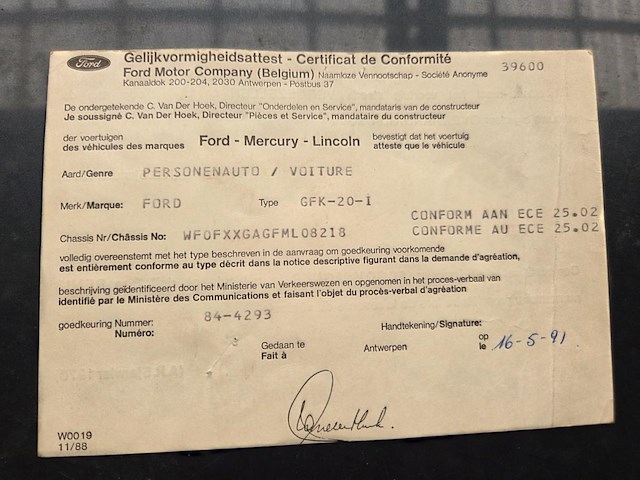 Ford
Gelijkvormigheidsattest - Certificat de Conformité
39600
Ford Motor Company (Belgium) Naamloze Vennootschap - Société Anonyme
Kanaaldok 200-204, 2030 Antwerpen - Postbus 37
De ondergetekende C. Van Der Hoek, Directeur "Onderdelen en Service", mandataris van de constructeur
Je soussigné C. Van Der Hoek, Directeur "Pièces et Service", mandataire du constructeur
der voertuigen
des véhicules des marques
Ford - Mercury - Lincoln
bevestigt dat het voertuig
atteste que le véhicule
Aard/Genre PERSONENAUTO / VOITURE
Merk/Marque: FORD Type GFK-20-I
CONFORM AAN ECE 25.02
CONFORME AU ECE 25.02
Chassis Nr/Châssis No: WF0FXXGAGFML08218
volledig overeenstemt met het type beschreven in de aanvraag om goedkeuring voorkomende
est entièrement conforme au type décrit dans la notice descriptive figurant dans la demande d'agréation,
beschrijving geïdentificeerd door het Ministerie van Verkeerswezen en opgenomen in het proces-verbaal van
identifié par le Ministère des Communications et faisant l'objet du procès-verbal d'agréation
goedkeuring Nummer: 84-4293
Numéro:
Handtekening/Signature:
Gedaan te
Fait à
Antwerpen
op
le
16-5-91
W0019
11/88